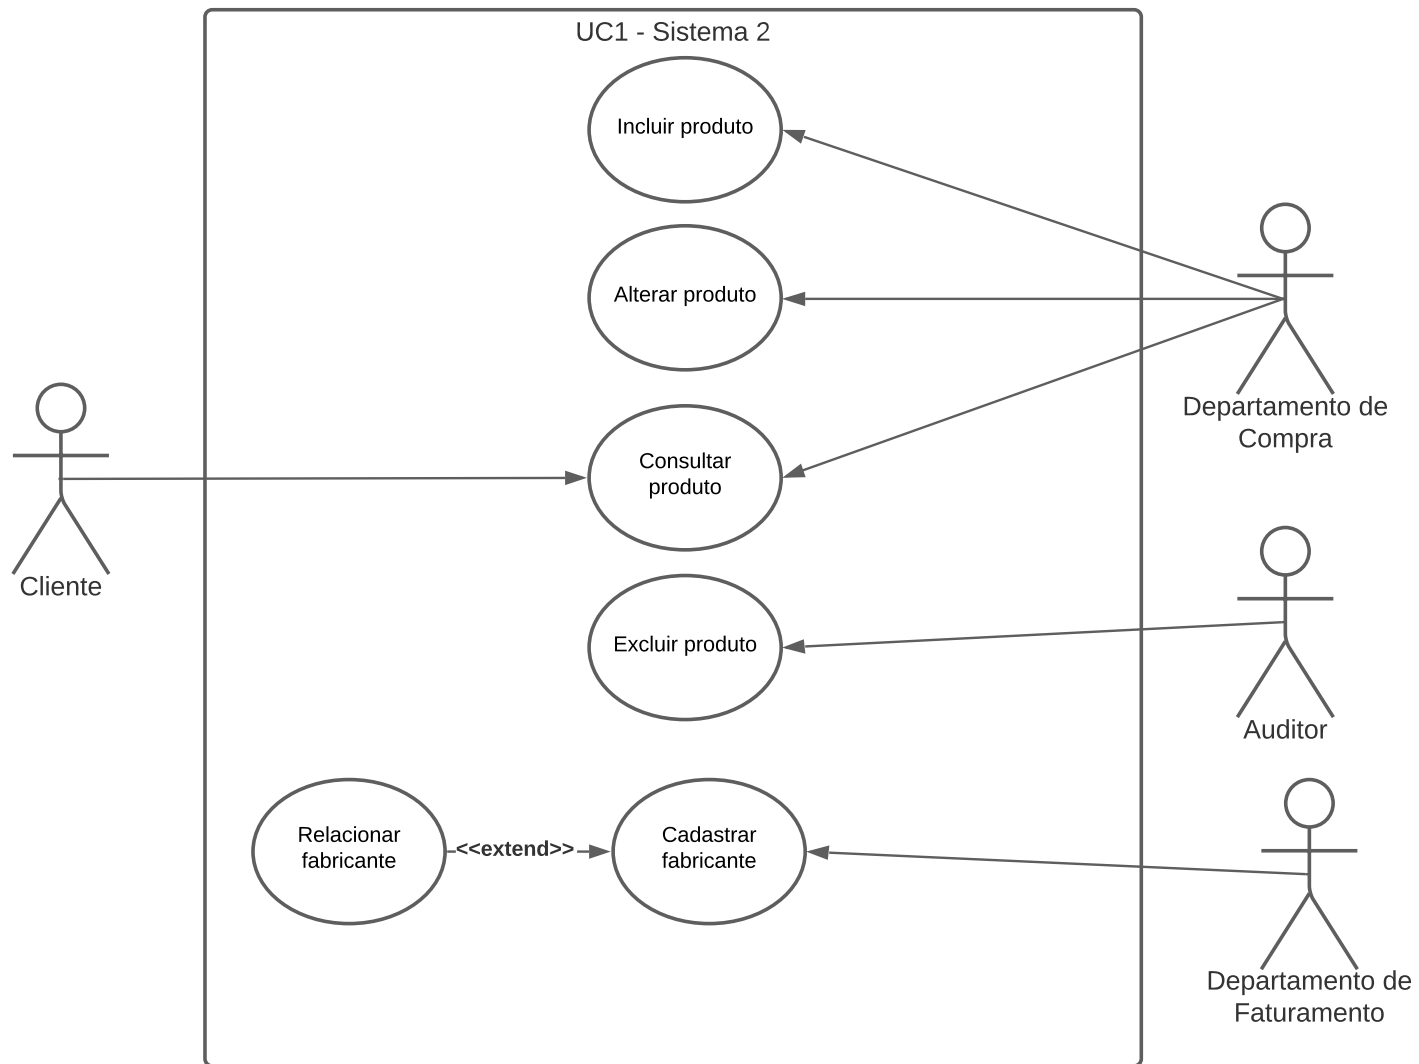 UC1 - Sistema 2
Incluir produto
Alterar produto
Departamento de
Compra
Consultar
produto
Cliente
Excluir produto
Auditor
Relacionar
fabricante
<<extend>>
Cadastrar
fabricante
Departamento de
Faturamento